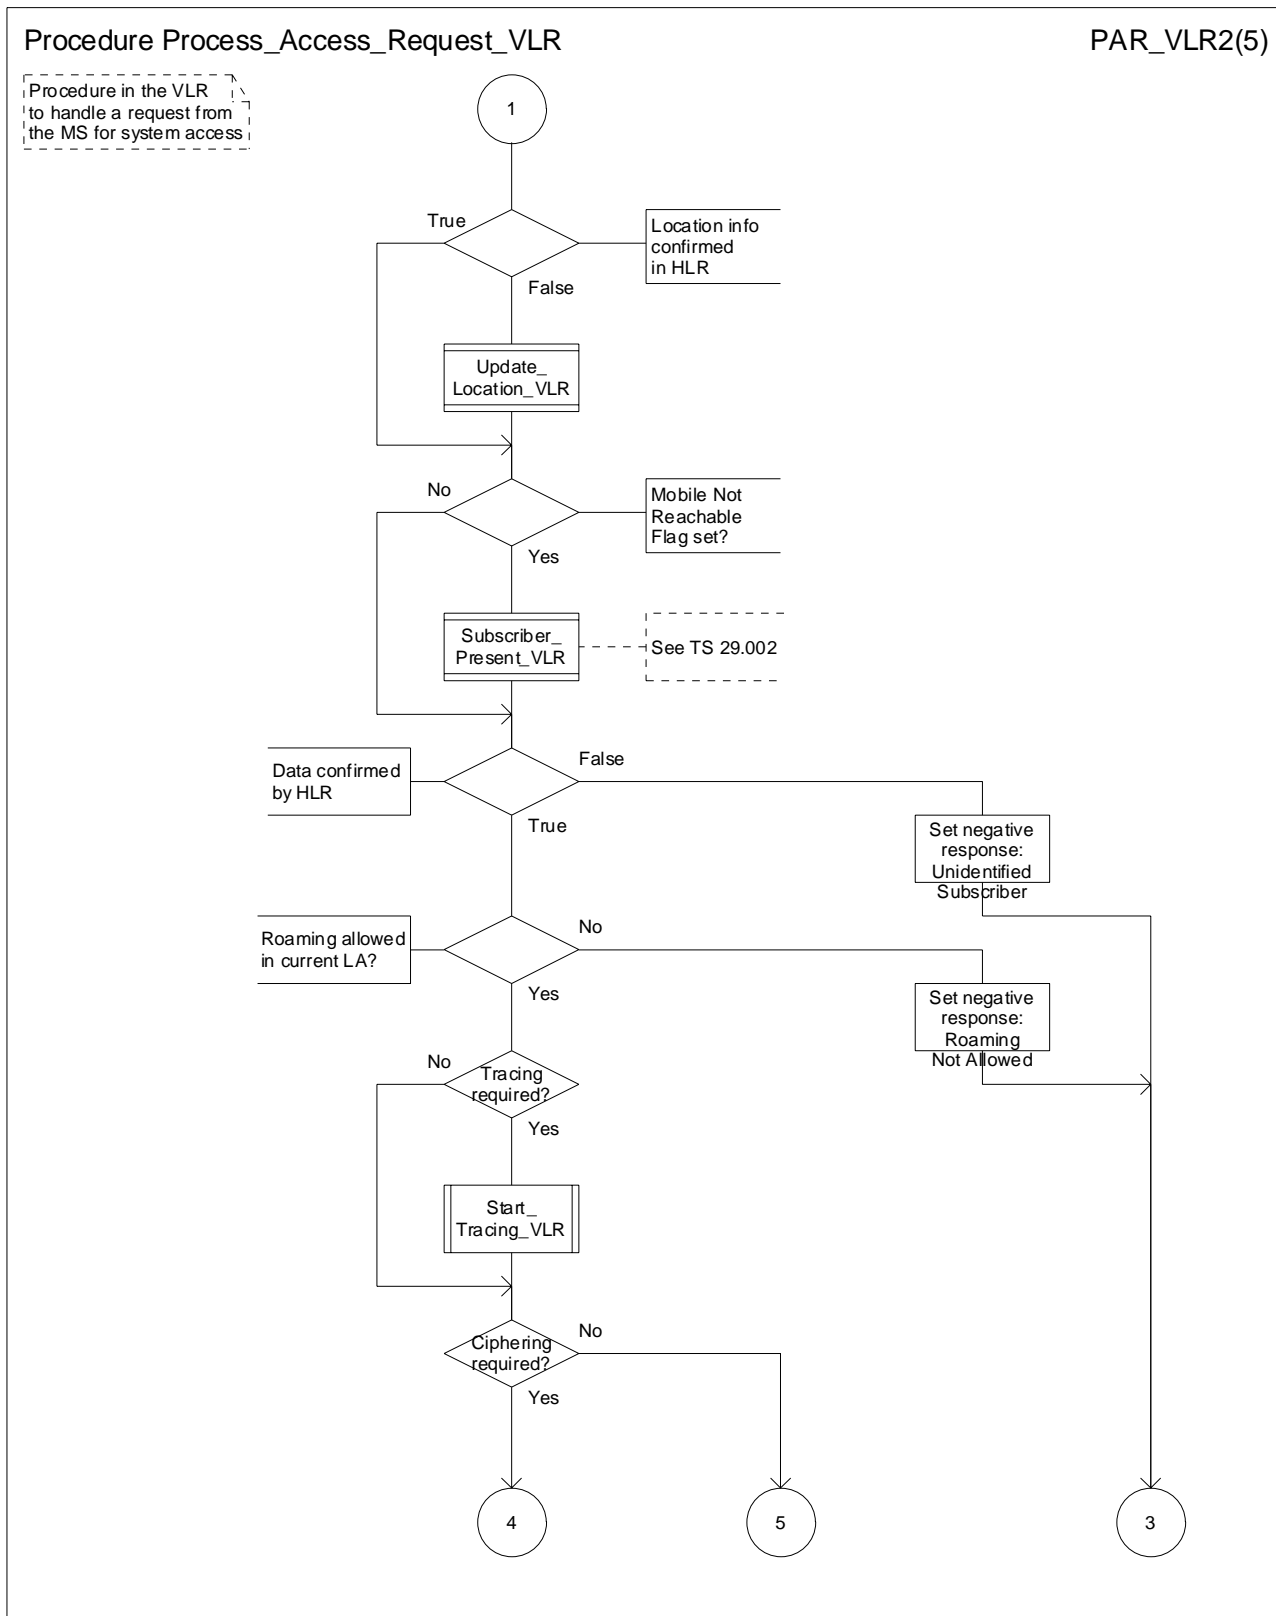 Procedure Process_Access_Request_VLR
PAR_VLR2(5)
Procedure in the VLR
to handle a request from
the MS for system access
1
True
Location info
confirmed
in HLR
False
Update_
Location_VLR
No
Mobile Not
Reachable
Flag set?
Yes
Subscriber_
Present_VLR
See TS 29.002
Data confirmed
by HLR
False
True
Set negative
response:
Unidentified
Subscriber
Roaming allowed
in current LA?
No
Yes
Set negative
response:
Roaming
Not Allowed
No
Tracing
required?
Yes
Start_
Tracing_VLR
Ciphering
required?
No
Yes
4
5
3